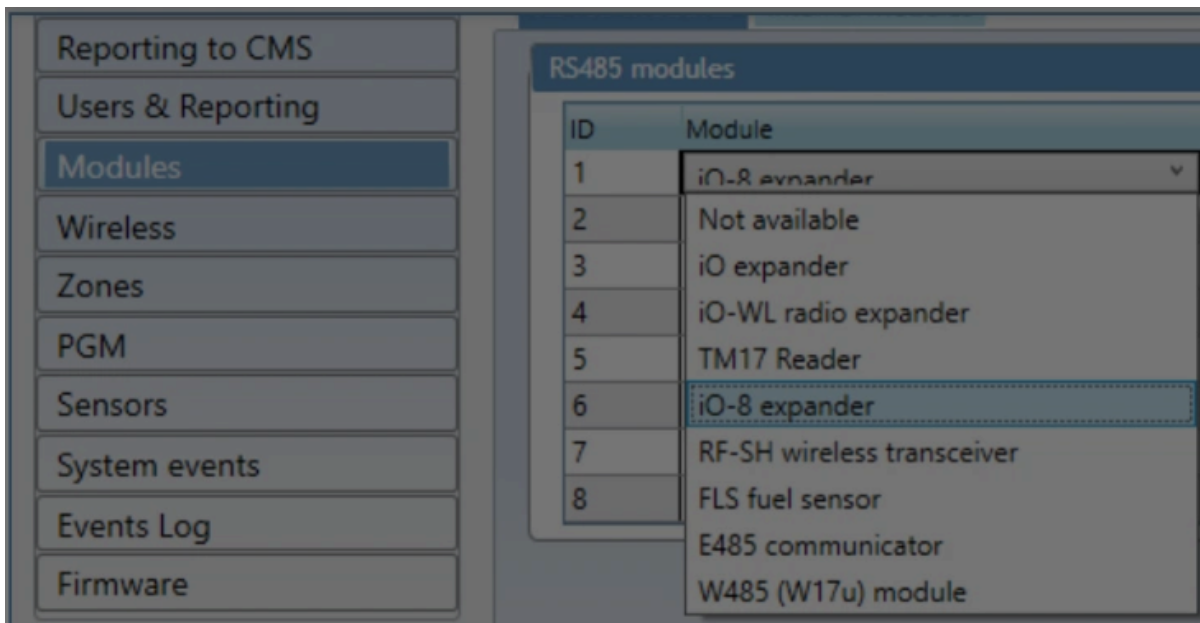 Reporting to CMS
Users & Reporting
Modules
Wireless
Zones
PGM
Sensors
System events
Events Log
Firmware
RS485 modules
ID Module
1 iO-8 expander
2
3
4
5
6
7
8
Not available
iO expander
iO-WL radio expander
TM17 Reader
iO-8 expander
RF-SH wireless transceiver
FLS fuel sensor
E485 communicator
W485 (W17u) module